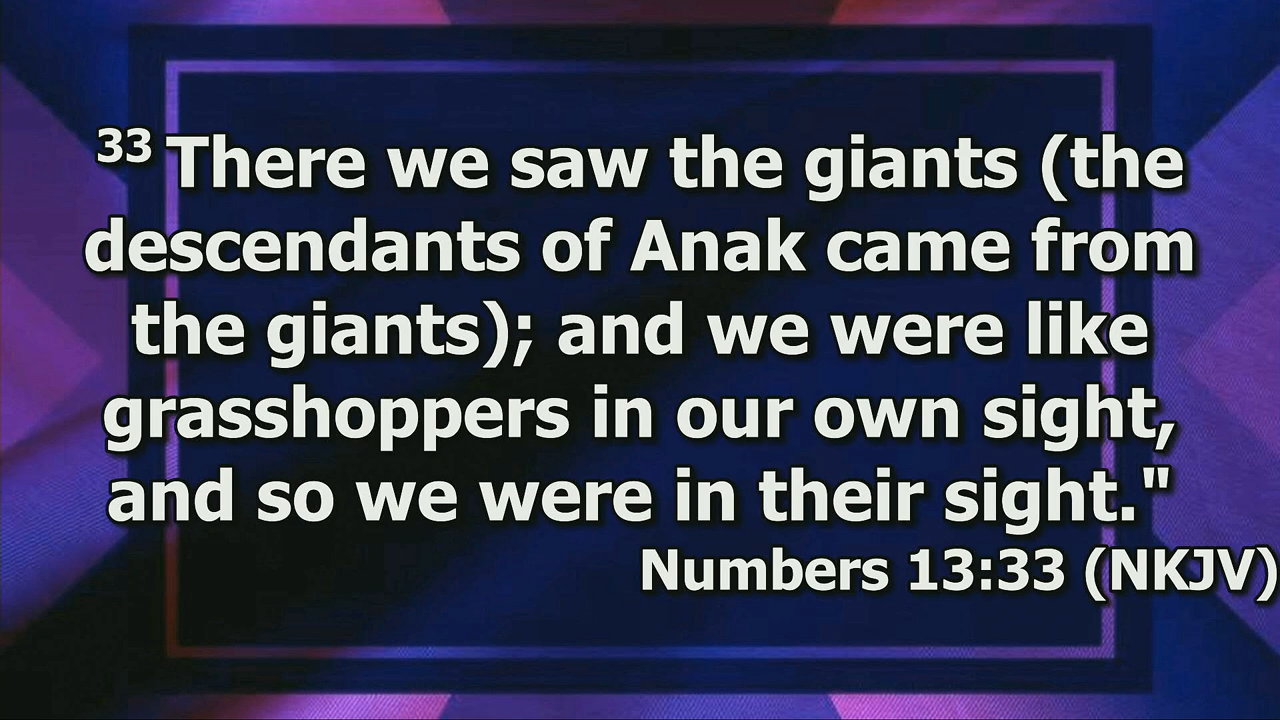 33 There we saw the giants (the
descendants of Anak came from
the giants); and we were like
grasshoppers in our own sight,
and so we were in their sight."
Numbers 13:33 (NKJV)